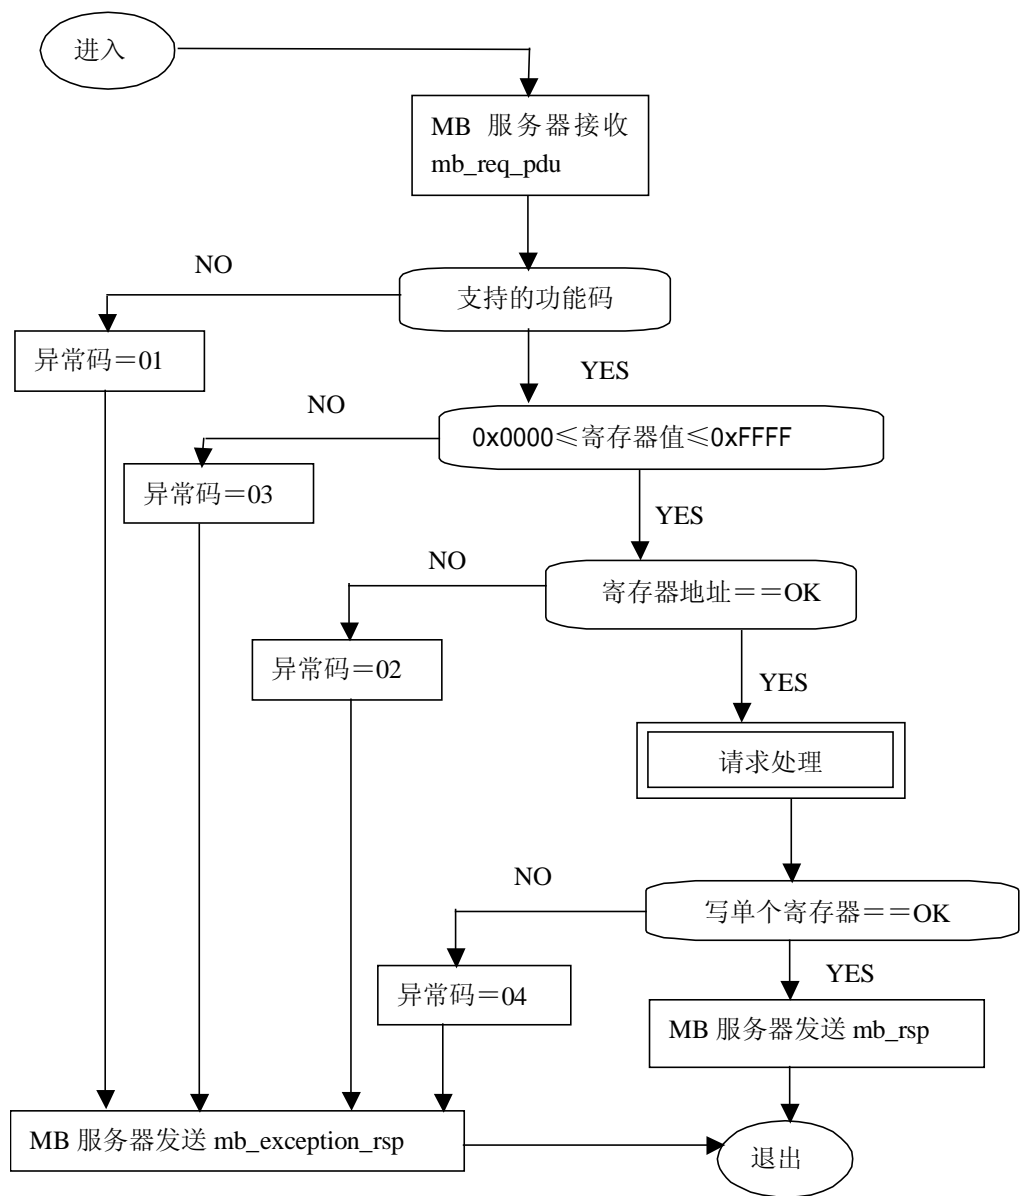 进入
MB 服务器接收
mb_req_pdu
NO
支持的功能码
异常码＝01
YES
NO
0x0000≤寄存器值≤0xFFFF
异常码＝03
YES
NO
寄存器地址＝＝OK
异常码＝02
YES
请求处理
NO
写单个寄存器＝＝OK
YES
异常码＝04
MB 服务器发送 mb_rsp
MB 服务器发送 mb_exception_rsp
退出